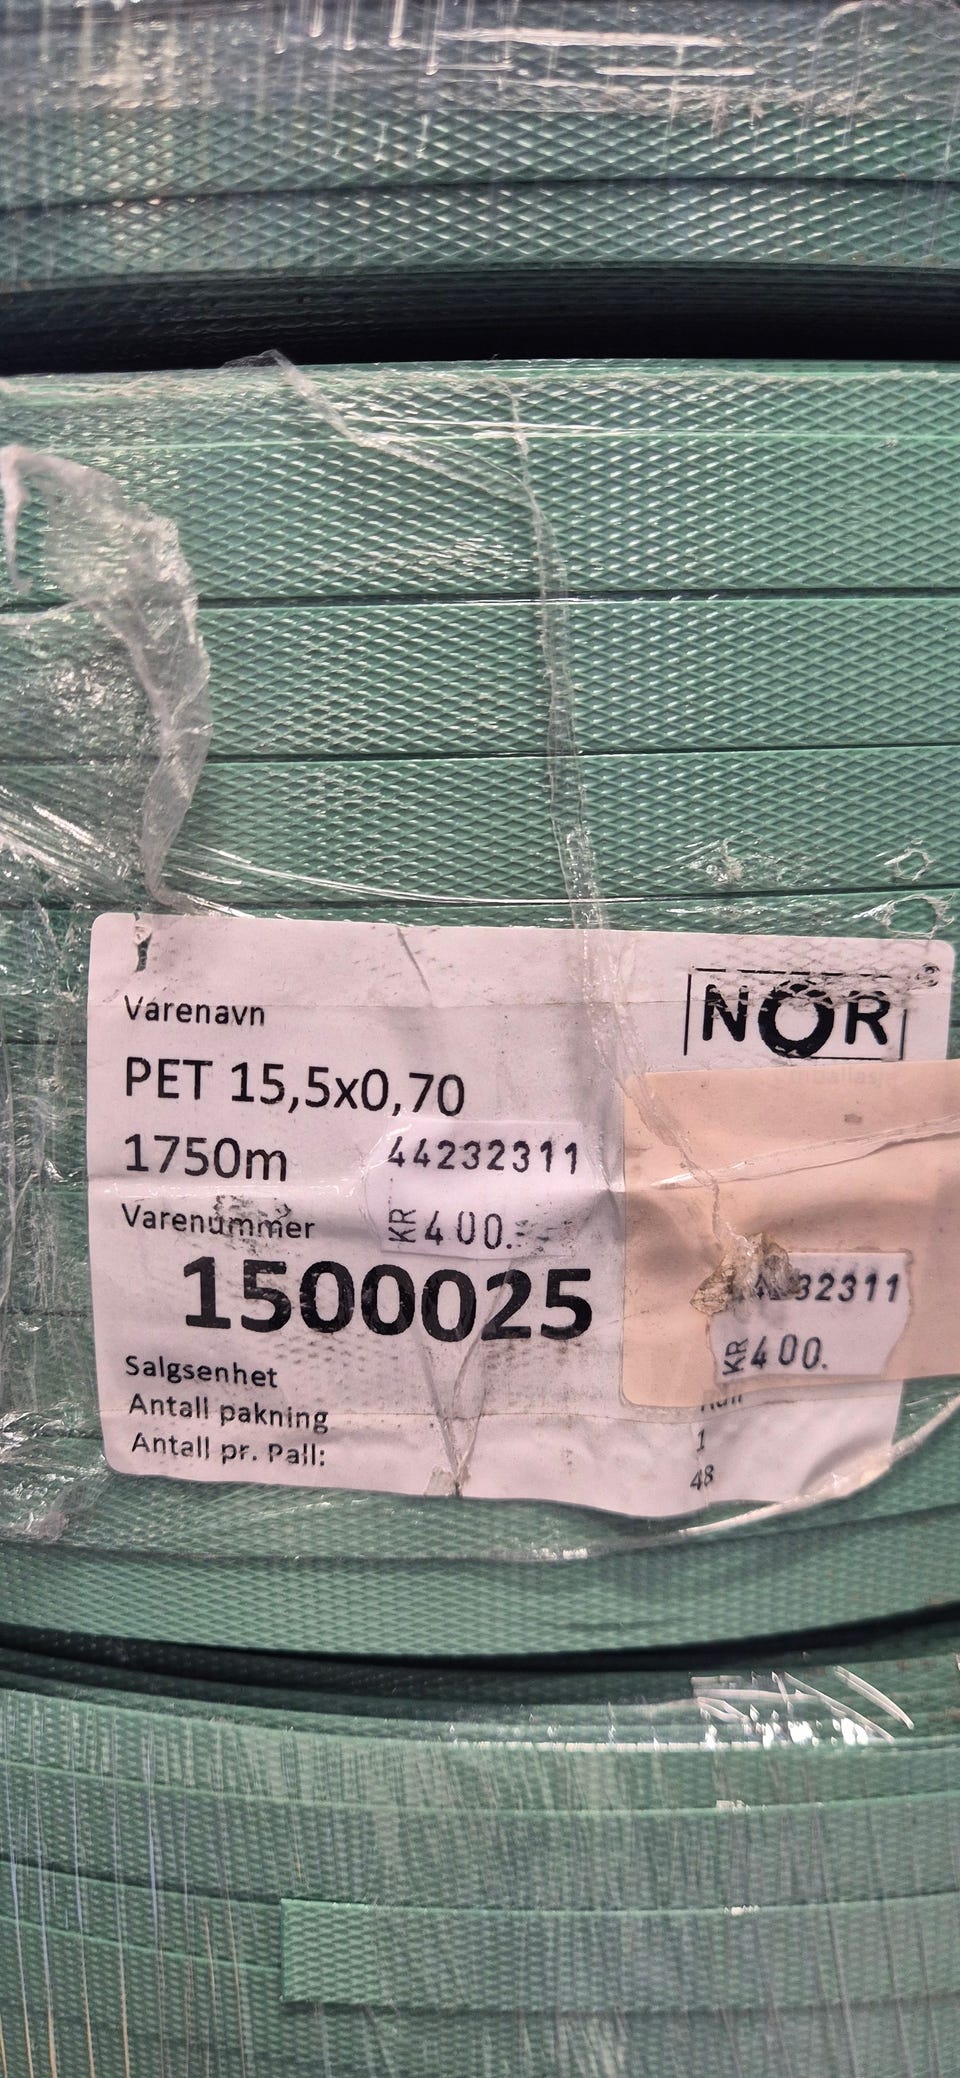 Varenavn
NOR
PET 15,5x0,70
1750m
44232311
KR 400.
Varenummer
1500025
32311
KR 400.
Salgsenhet
Antall pakning
1
Antall pr. Pall:
48